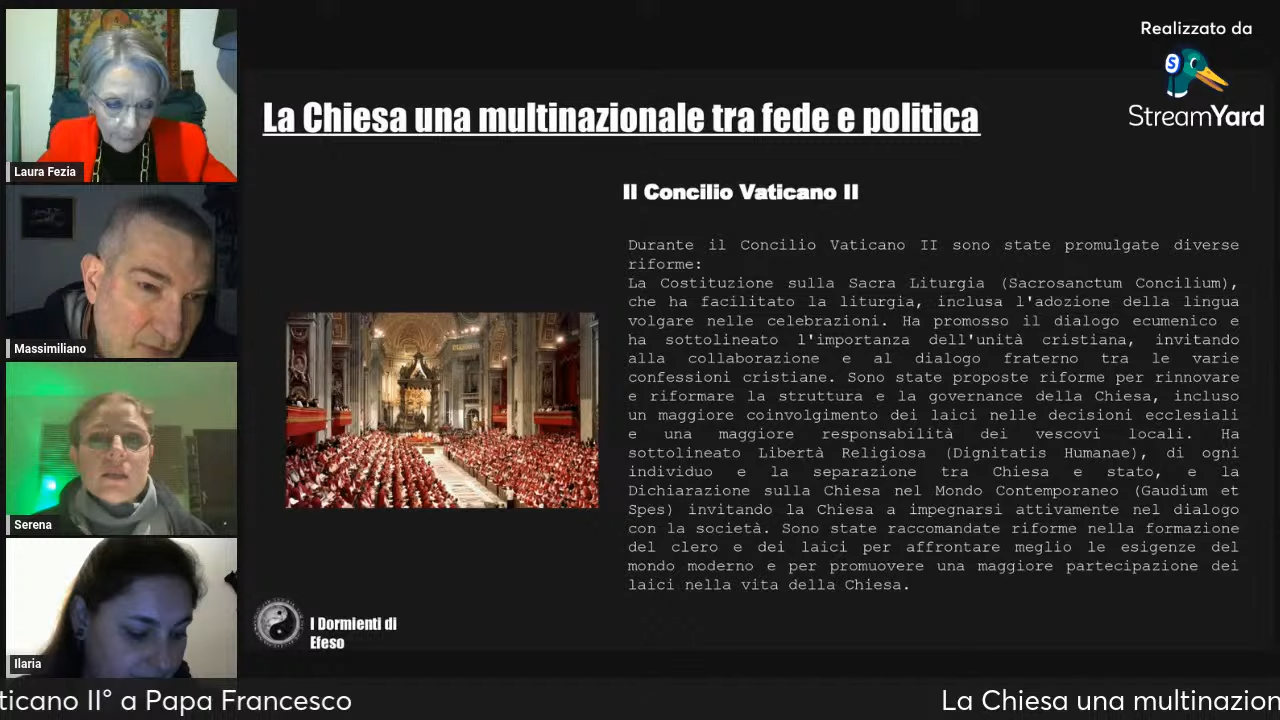 Realizzato da
StreamYard
La Chiesa una multinazionale tra fede e politica
Il Concilio Vaticano II
Durante il Concilio Vaticano II sono state promulgate diverse
riforme:
La Costituzione sulla Sacra Liturgia (Sacrosanctum Concilium),
che ha facilitato la liturgia, inclusa l'adozione della lingua
volgare nelle celebrazioni. Ha promosso il dialogo ecumenico e
ha sottolineato l'importanza dell'unità cristiana, invitando
alla collaborazione e al dialogo fraterno tra le varie
confessioni cristiane. Sono state proposte riforme per rinnovare
e riformare la struttura e la governance della Chiesa, incluso
un maggiore coinvolgimento dei laici nelle decisioni ecclesiali
e una maggiore responsabilità dei vescovi locali. Ha
sottolineato Libertà Religiosa (Dignitatis Humanae), di ogni
individuo e la separazione tra Chiesa e stato, e la
Dichiarazione sulla Chiesa nel Mondo Contemporaneo (Gaudium et
Spes) invitando la Chiesa a impegnarsi attivamente nel dialogo
con la società. Sono state raccomandate riforme nella formazione
del clero e dei laici per affrontare meglio le esigenze del
mondo moderno e per promuovere una maggiore partecipazione dei
laici nella vita della Chiesa.
Laura Fezia
Massimiliano
Serena
Ilaria
I Dormienti di
Efeso
ticano II° a Papa Francesco
La Chiesa una multinazion